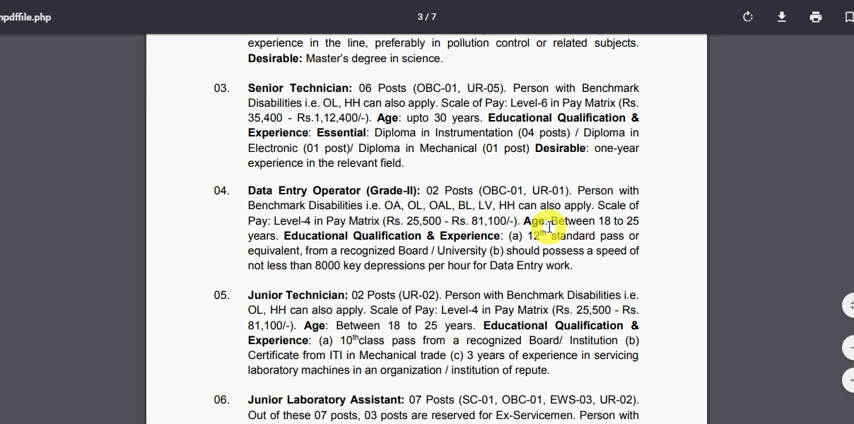 npdffile.php
3 / 7
experience in the line, preferably in pollution control or related subjects.
Desirable: Master's degree in science.
03. Senior Technician: 06 Posts (OBC-01, UR-05). Person with Benchmark
Disabilities i.e. OL, HH can also apply. Scale of Pay: Level-6 in Pay Matrix (Rs.
35,400 - Rs.1,12,400/-). Age: upto 30 years. Educational Qualification &
Experience: Essential: Diploma in Instrumentation (04 posts) / Diploma in
Electronic (01 post)/ Diploma in Mechanical (01 post) Desirable: one-year
experience in the relevant field.
04. Data Entry Operator (Grade-II): 02 Posts (OBC-01, UR-01). Person with
Benchmark Disabilities i.e. OA, OL, OAL, BL, LV, HH can also apply. Scale of
Pay: Level-4 in Pay Matrix (Rs. 25,500 - Rs. 81,100/-). Age: Between 18 to 25
years. Educational Qualification & Experience: (a) 12th standard pass or
equivalent, from a recognized Board / University (b) should possess a speed of
not less than 8000 key depressions per hour for Data Entry work.
05. Junior Technician: 02 Posts (UR-02). Person with Benchmark Disabilities i.e.
OL, HH can also apply. Scale of Pay: Level-4 in Pay Matrix (Rs. 25,500 - Rs.
81,100/-). Age: Between 18 to 25 years. Educational Qualification &
Experience: (a) 10thclass pass from a recognized Board/ Institution (b)
Certificate from ITI in Mechanical trade (c) 3 years of experience in servicing
laboratory machines in an organization / institution of repute.
06. Junior Laboratory Assistant: 07 Posts (SC-01, OBC-01, EWS-03, UR-02).
Out of these 07 posts, 03 posts are reserved for Ex-Servicemen. Person with